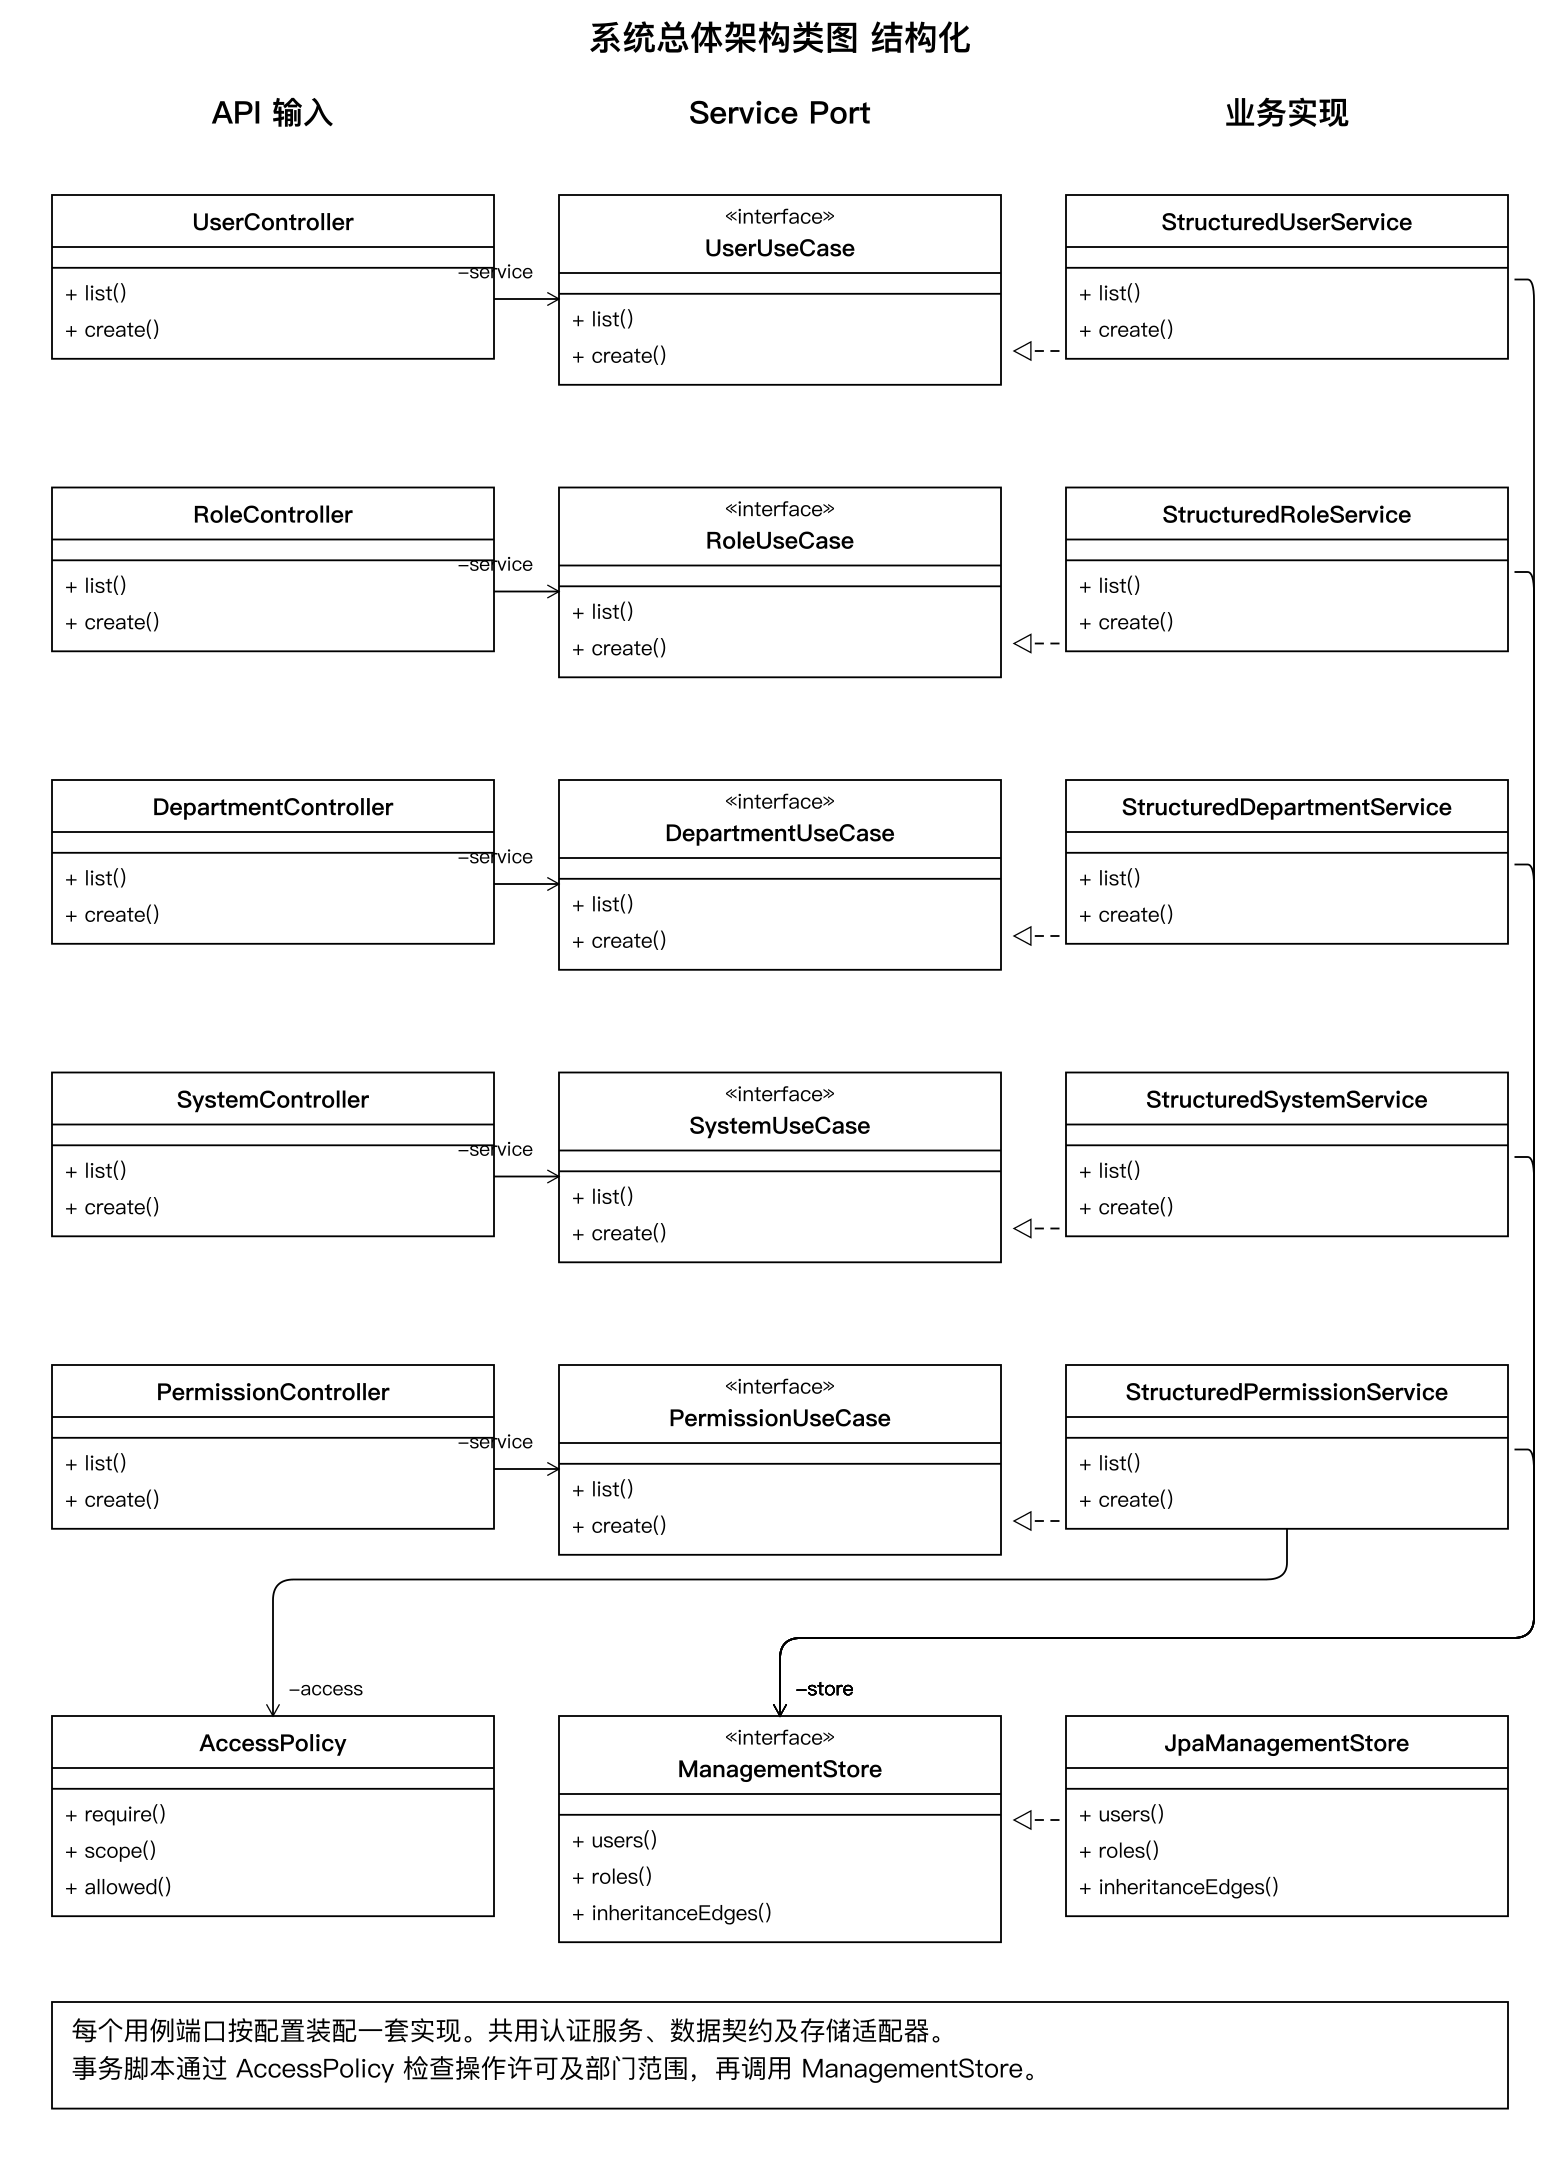 系统总体架构类图 结构化
API 输入
Service Port
业务实现
UserController
+ list()
+ create()
–service
«interface»
UserUseCase
+ list()
+ create()
StructuredUserService
+ list()
+ create()
RoleController
+ list()
+ create()
–service
«interface»
RoleUseCase
+ list()
+ create()
StructuredRoleService
+ list()
+ create()
DepartmentController
+ list()
+ create()
–service
«interface»
DepartmentUseCase
+ list()
+ create()
StructuredDepartmentService
+ list()
+ create()
SystemController
+ list()
+ create()
–service
«interface»
SystemUseCase
+ list()
+ create()
StructuredSystemService
+ list()
+ create()
PermissionController
+ list()
+ create()
–service
«interface»
PermissionUseCase
+ list()
+ create()
StructuredPermissionService
+ list()
+ create()
–access
–store
AccessPolicy
+ require()
+ scope()
+ allowed()
«interface»
ManagementStore
+ users()
+ roles()
+ inheritanceEdges()
JpaManagementStore
+ users()
+ roles()
+ inheritanceEdges()
每个用例端口按配置装配一套实现。共用认证服务、数据契约及存储适配器。
事务脚本通过 AccessPolicy 检查操作许可及部门范围，再调用 ManagementStore。